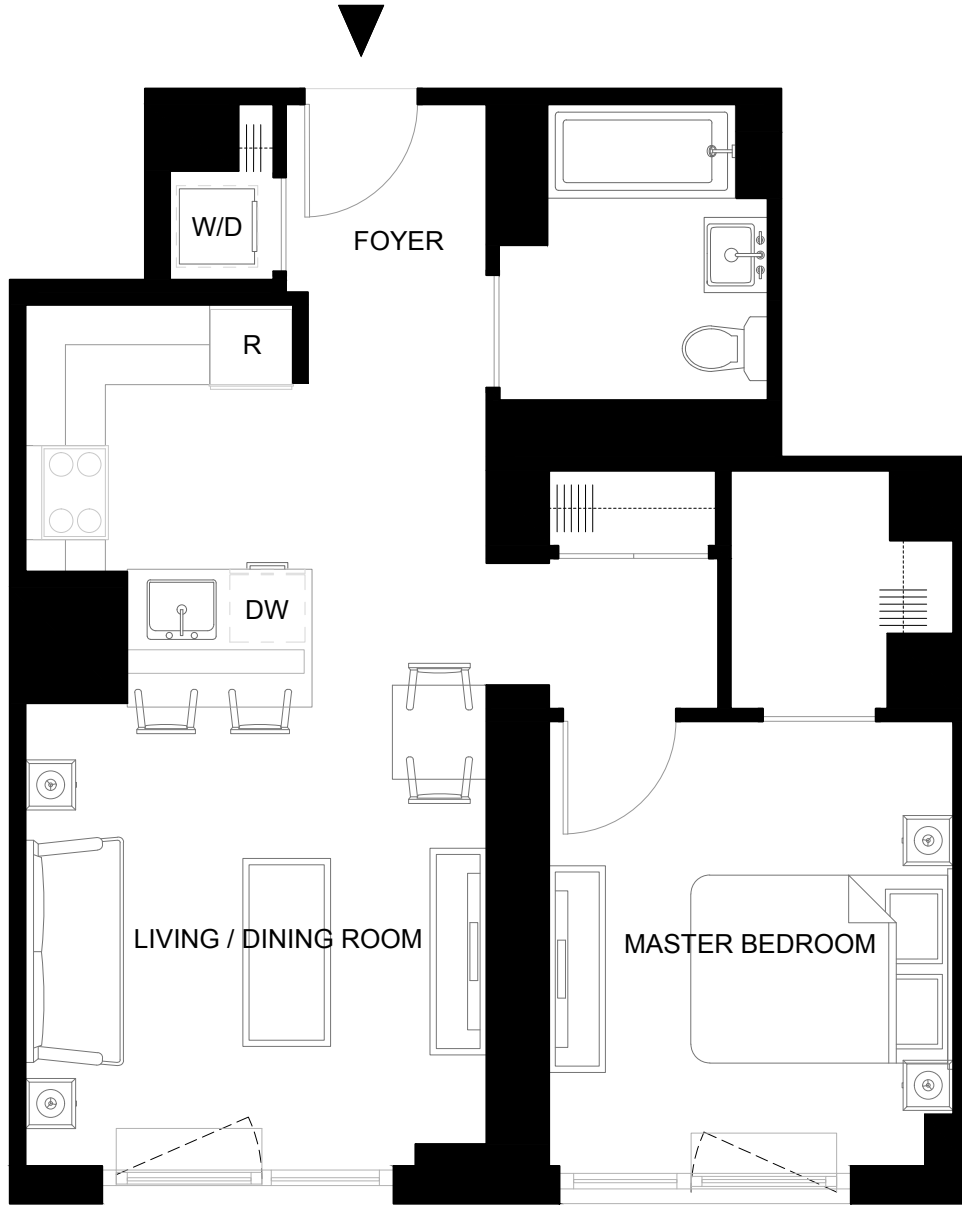 W/D
FOYER
R
DW
LIVING / DINING ROOM
MASTER BEDROOM